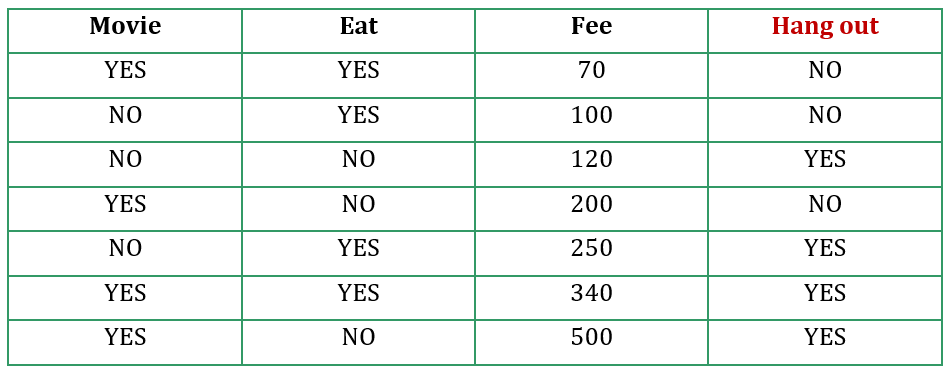 Movie Eat Fee Hang out
YES YES 70 NO
NO YES 100 NO
NO NO 120 YES
YES NO 200 NO
NO YES 250 YES
YES YES 340 YES
YES NO 500 YES